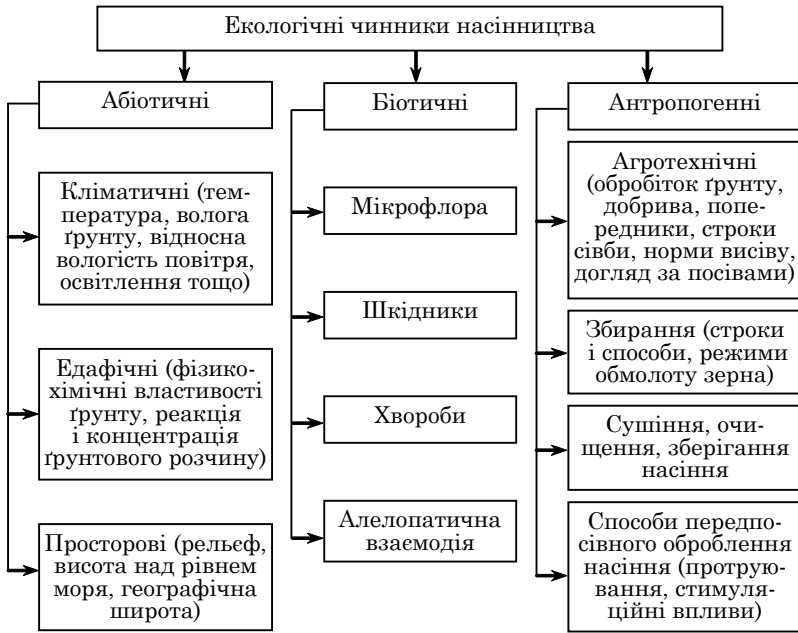 Екологічні чинники насінництва
Абіотичні
Кліматичні (тем-
пература, волога
ґрунту, відносна
вологість повітря,
освітлення тощо)
Едафічні (фізико-
хімічні властивості
ґрунту, реакція
і концентрація
ґрунтового розчину)
Просторові (рельєф,
висота над рівнем
моря, географічна
широта)
Біотичні
Мікрофлора
Шкідники
Хвороби
Алелопатична
взаємодія
Антропогенні
Агротехнічні
(обробіток ґрунту,
добрива, попе-
редники, строки
сівби, норми висіву,
догляд за посівами)
Збирання (строки
і способи, режими
обмолоту зерна)
Сушіння, очи-
щення, зберігання
насіння
Способи передпо-
сівного оброблення
насіння (протрую-
вання, стимуля-
ційні впливи)